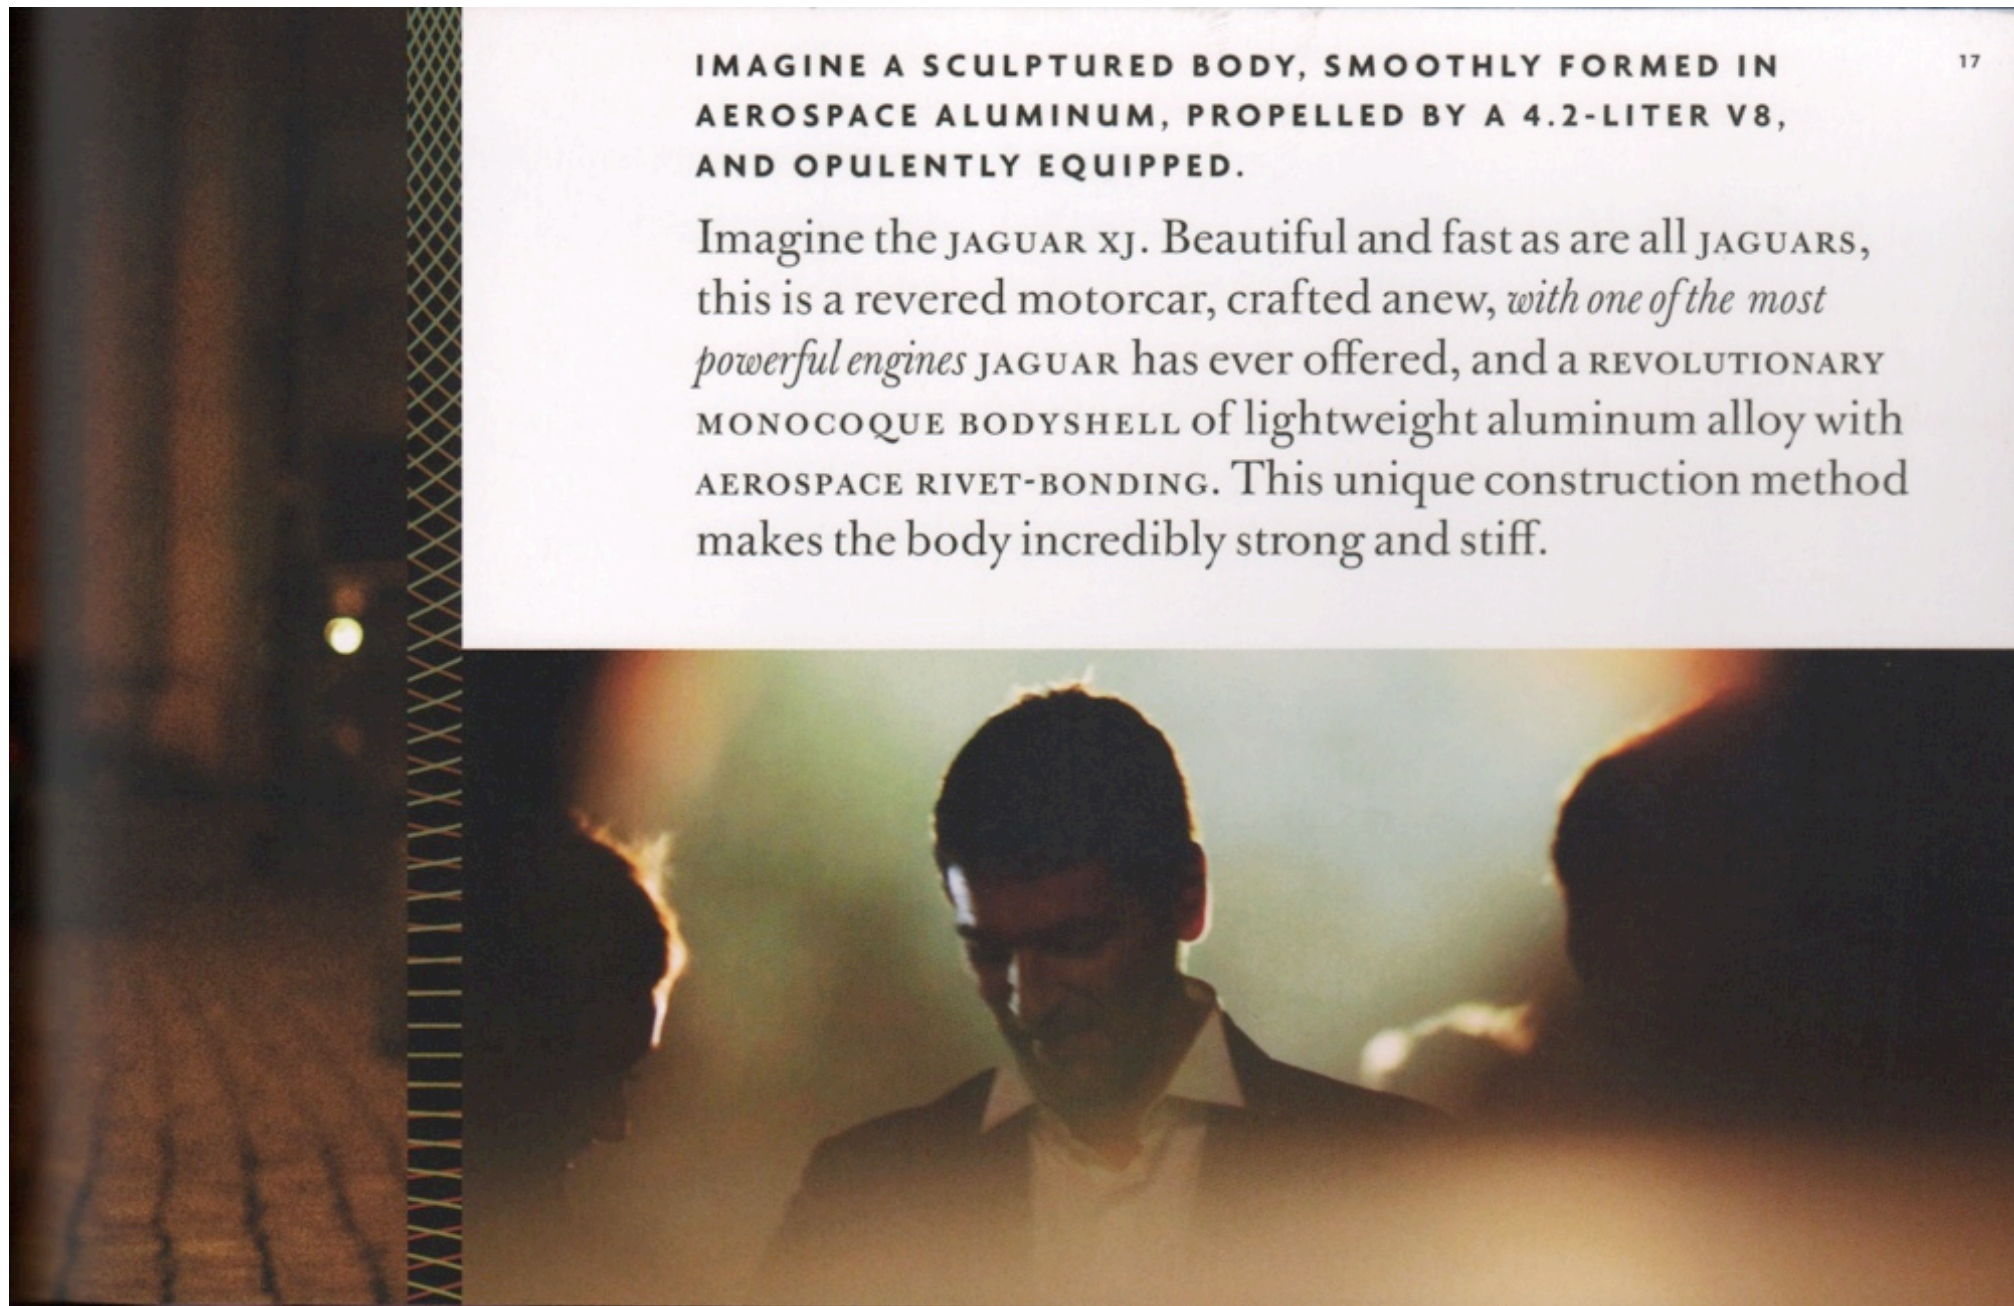 IMAGINE A SCULPTURED BODY, SMOOTHLY FORMED IN
AEROSPACE ALUMINUM, PROPELLED BY A 4.2-LITER V8,
AND OPULENTLY EQUIPPED.
17
Imagine the JAGUAR XJ. Beautiful and fast as are all JAGUARS,
this is a revered motorcar, crafted anew, with one of the most
powerful engines JAGUAR has ever offered, and a REVOLUTIONARY
MONOCOQUE BODYSHELL of lightweight aluminum alloy with
AEROSPACE RIVET-BONDING. This unique construction method
makes the body incredibly strong and stiff.